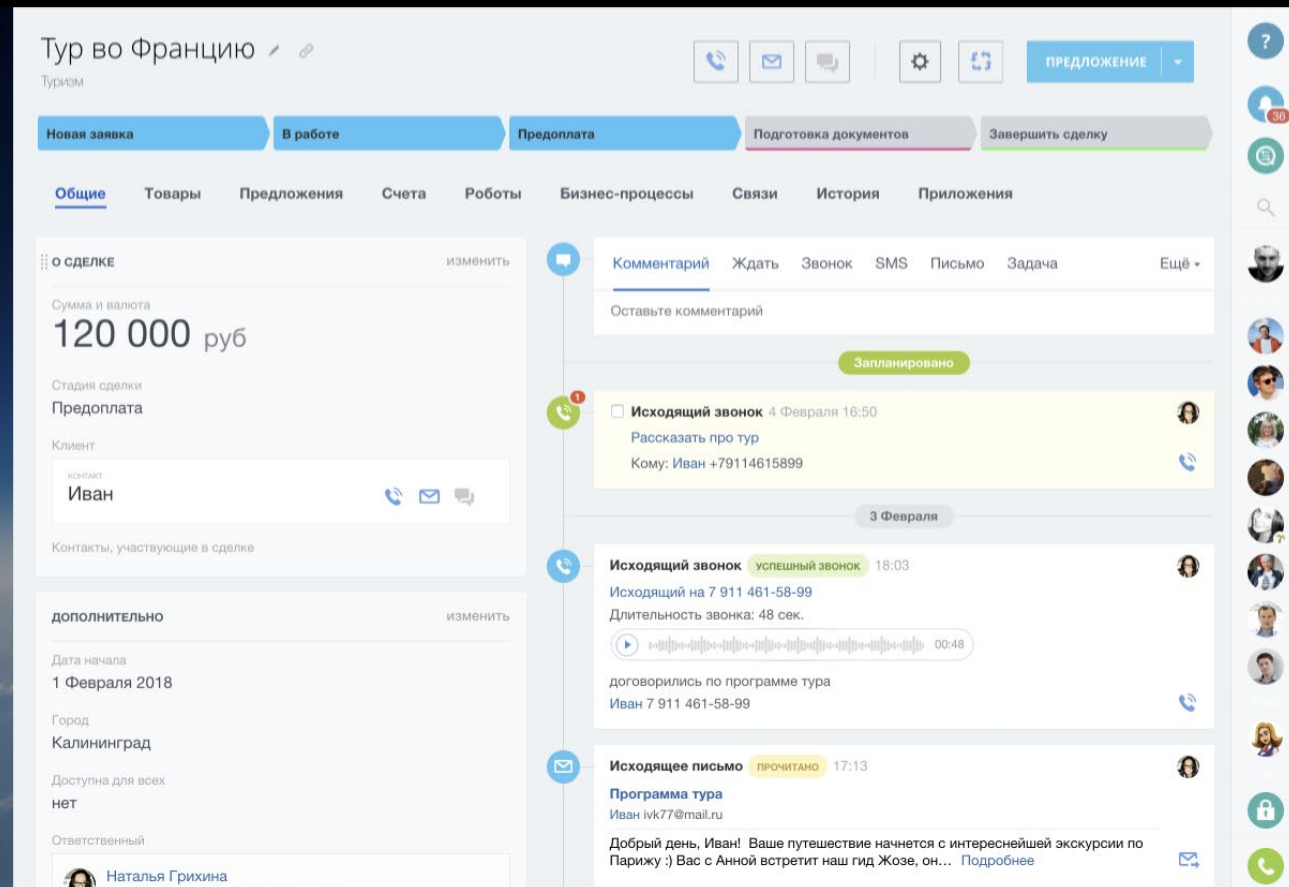 Тур во Францию
Туризм
ПРЕДЛОЖЕНИЕ
?
36
Новая заявка
В работе
Предоплата
Подготовка документов
Завершить сделку
Общие
Товары
Предложения
Счета
Роботы
Бизнес-процессы
Связи
История
Приложения
О СДЕЛКЕ
изменить
Сумма и валюта
120 000 руб
Стадия сделки
Предоплата
Клиент
КОНТАКТ
Иван
Контакты, участвующие в сделке
ДОПОЛНИТЕЛЬНО
изменить
Дата начала
1 Февраля 2018
Город
Калининград
Доступна для всех
нет
Ответственный
Наталья Грихина
Комментарий
Ждать
Звонок
SMS
Письмо
Задача
Ещё
Оставьте комментарий
Запланировано
1
Исходящий звонок 4 Февраля 16:50
Рассказать про тур
Кому: Иван +79114615899
3 Февраля
Исходящий звонок УСПЕШНЫЙ ЗВОНОК 18:03
Исходящий на 7 911 461-58-99
Длительность звонка: 48 сек.
00:48
договорились по программе тура
Иван 7 911 461-58-99
Исходящее письмо ПРОЧИТАНО 17:13
Программа тура
Иван ivk77@mail.ru
Добрый день, Иван! Ваше путешествие начнется с интереснейшей экскурсии по
Парижу :) Вас с Анной встретит наш гид Жозе, он... Подробнее